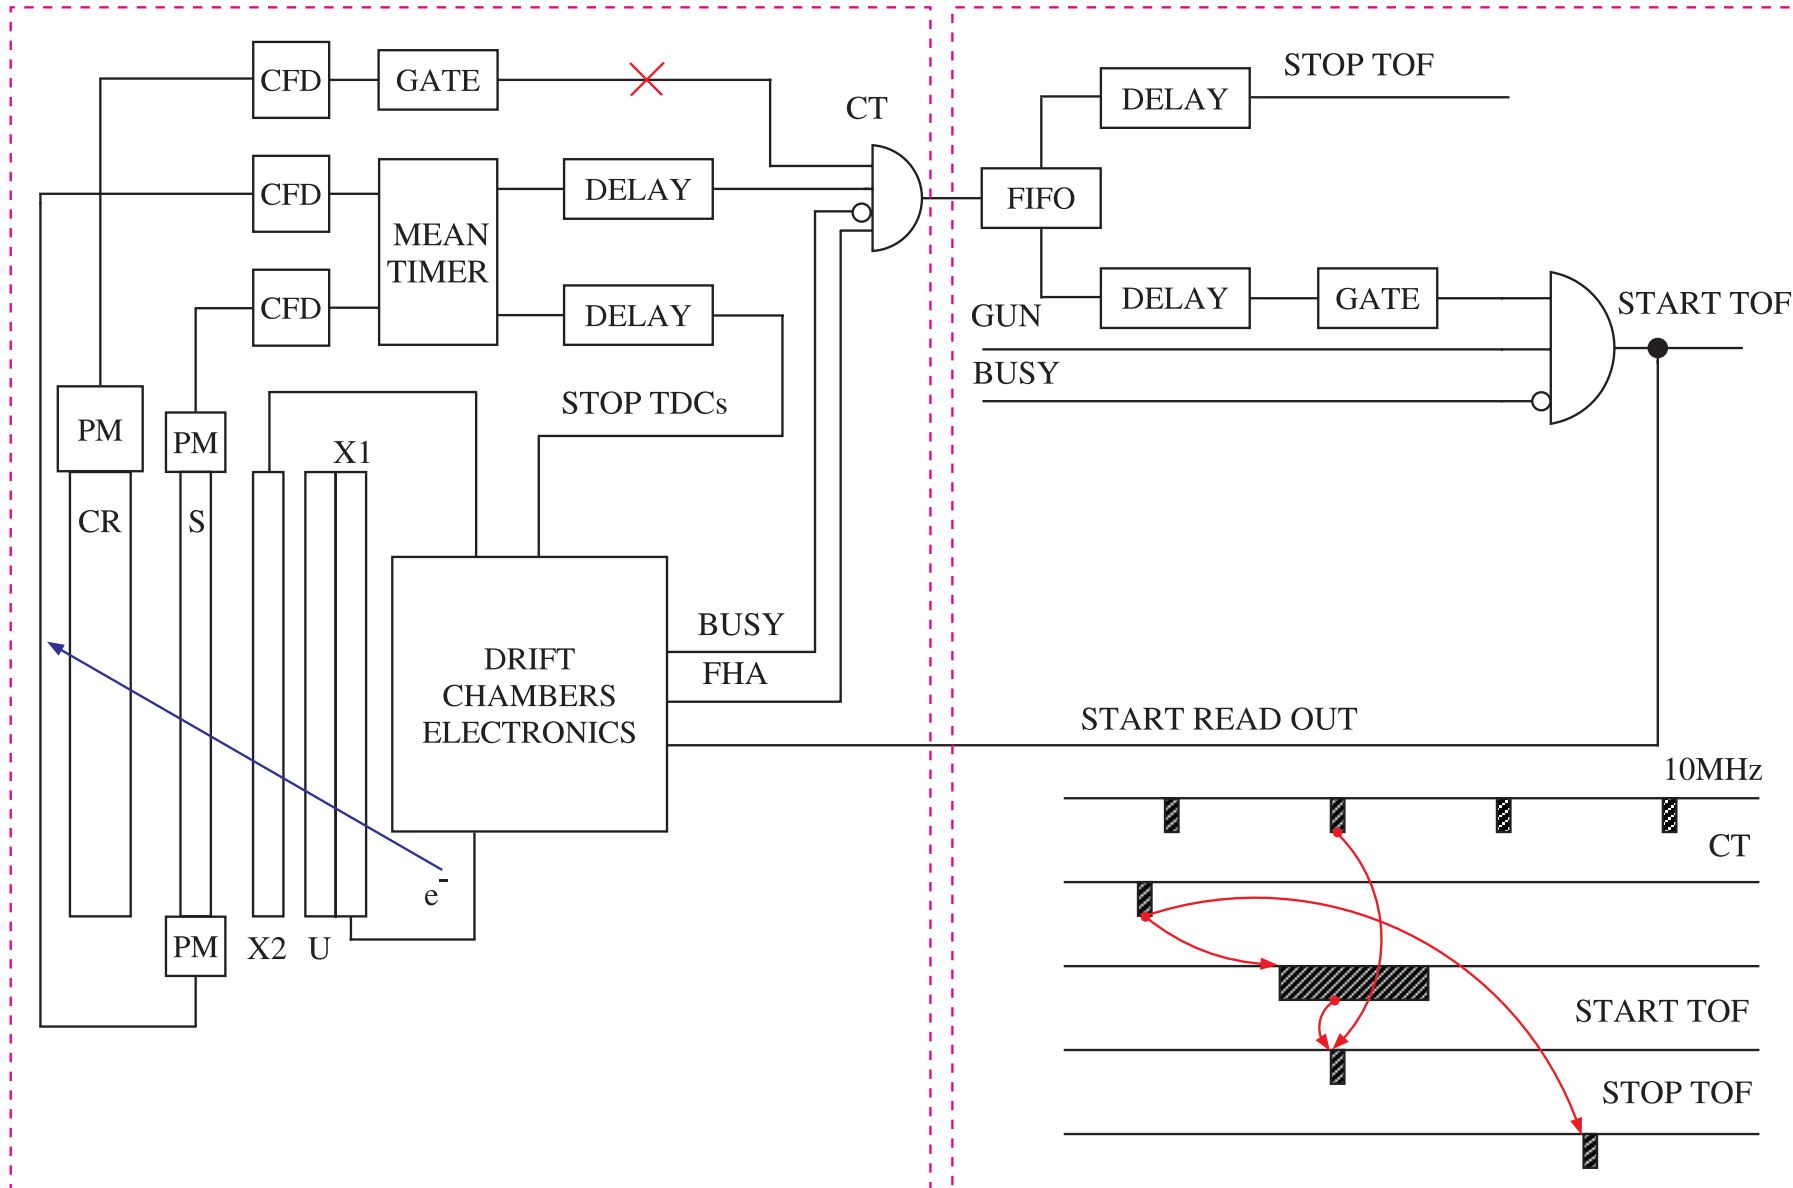 CFD
GATE
CT
CFD
DELAY
MEAN
TIMER
CFD
DELAY
STOP TDCs
PM
PM
X1
CR
S
BUSY
FHA
DRIFT
CHAMBERS
ELECTRONICS
e-
PM
X2
U
STOP TOF
DELAY
FIFO
DELAY
GATE
GUN
START TOF
BUSY
START READ OUT
10MHz
CT
START TOF
STOP TOF